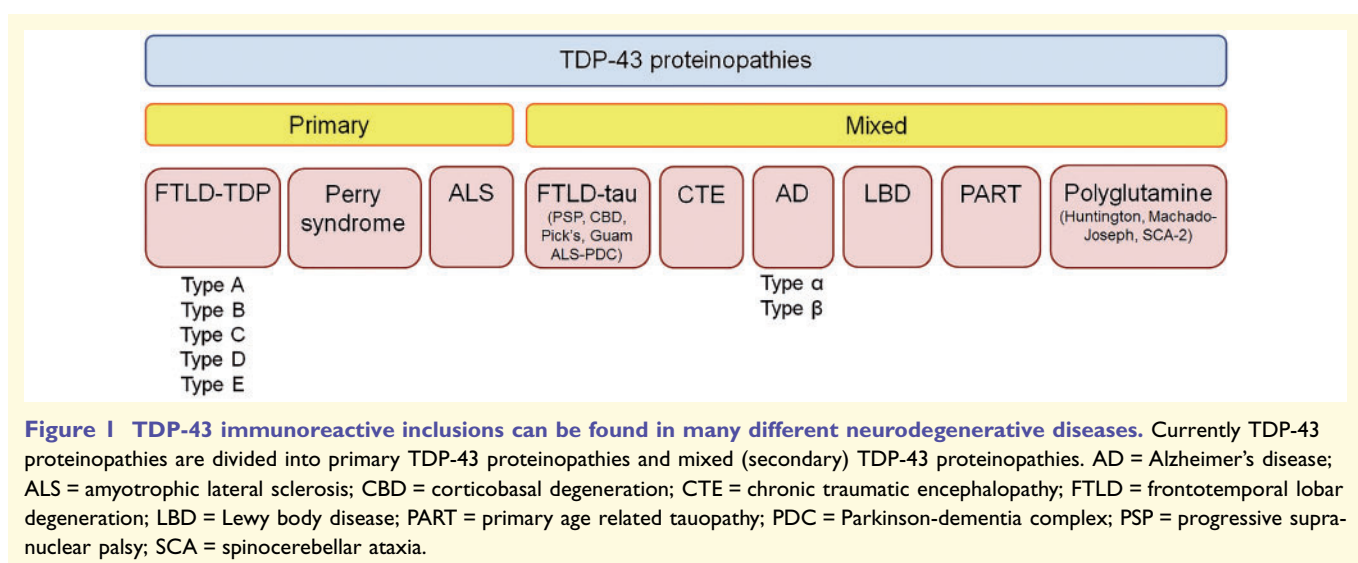 TDP-43 proteinopathies
Primary
Mixed
FTLD-TDP
Perry
syndrome
ALS
FTLD-tau
(PSP, CBD,
Pick's, Guam
ALS-PDC)
CTE
AD
LBD
PART
Polyglutamine
(Huntington, Machado-
Joseph, SCA-2)
Type A
Type B
Type C
Type D
Type E
Type α
Type β
Figure 1 TDP-43 immunoreactive inclusions can be found in many different neurodegenerative diseases. Currently TDP-43
proteinopathies are divided into primary TDP-43 proteinopathies and mixed (secondary) TDP-43 proteinopathies. AD = Alzheimer's disease;
ALS = amyotrophic lateral sclerosis; CBD = corticobasal degeneration; CTE = chronic traumatic encephalopathy; FTLD = frontotemporal lobar
degeneration; LBD = Lewy body disease; PART = primary age related tauopathy; PDC = Parkinson-dementia complex; PSP = progressive supra-
nuclear palsy; SCA = spinocerebellar ataxia.